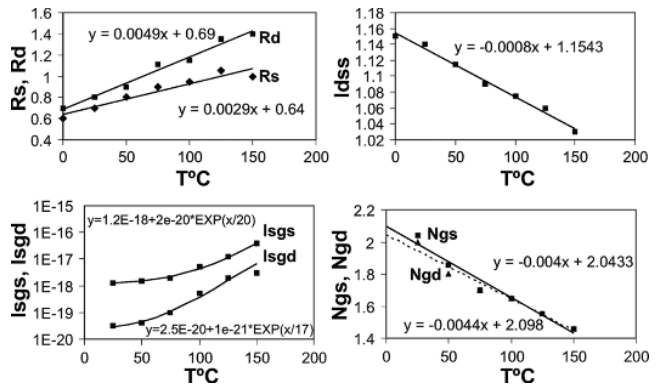 Rs, Rd
1.6
1.4
1.2
1
0.8
0.6
0.4
y = 0.0049x + 0.69
Rd
Rs
y = 0.0029x + 0.64
0 50 100 150 200
TºC
Idss
1.18
1.16
1.14
1.12
1.1
1.08
1.06
1.04
1.02
y = -0.0008x + 1.1543
0 50 100 150 200
TºC
Isgs, Isgd
1E-15
1E-16
1E-17
1E-18
1E-19
1E-20
y=1.2E-18+2e-20*EXP(x/20)
Isgs
Isgd
y=2.5E-20+1e-21*EXP(x/17)
0 50 100 150 200
TºC
Ngs, Ngd
2.2
2
1.8
1.6
1.4
Ngs
Ngd
y = -0.004x + 2.0433
y = -0.0044x + 2.098
0 50 100 150 200
TºC